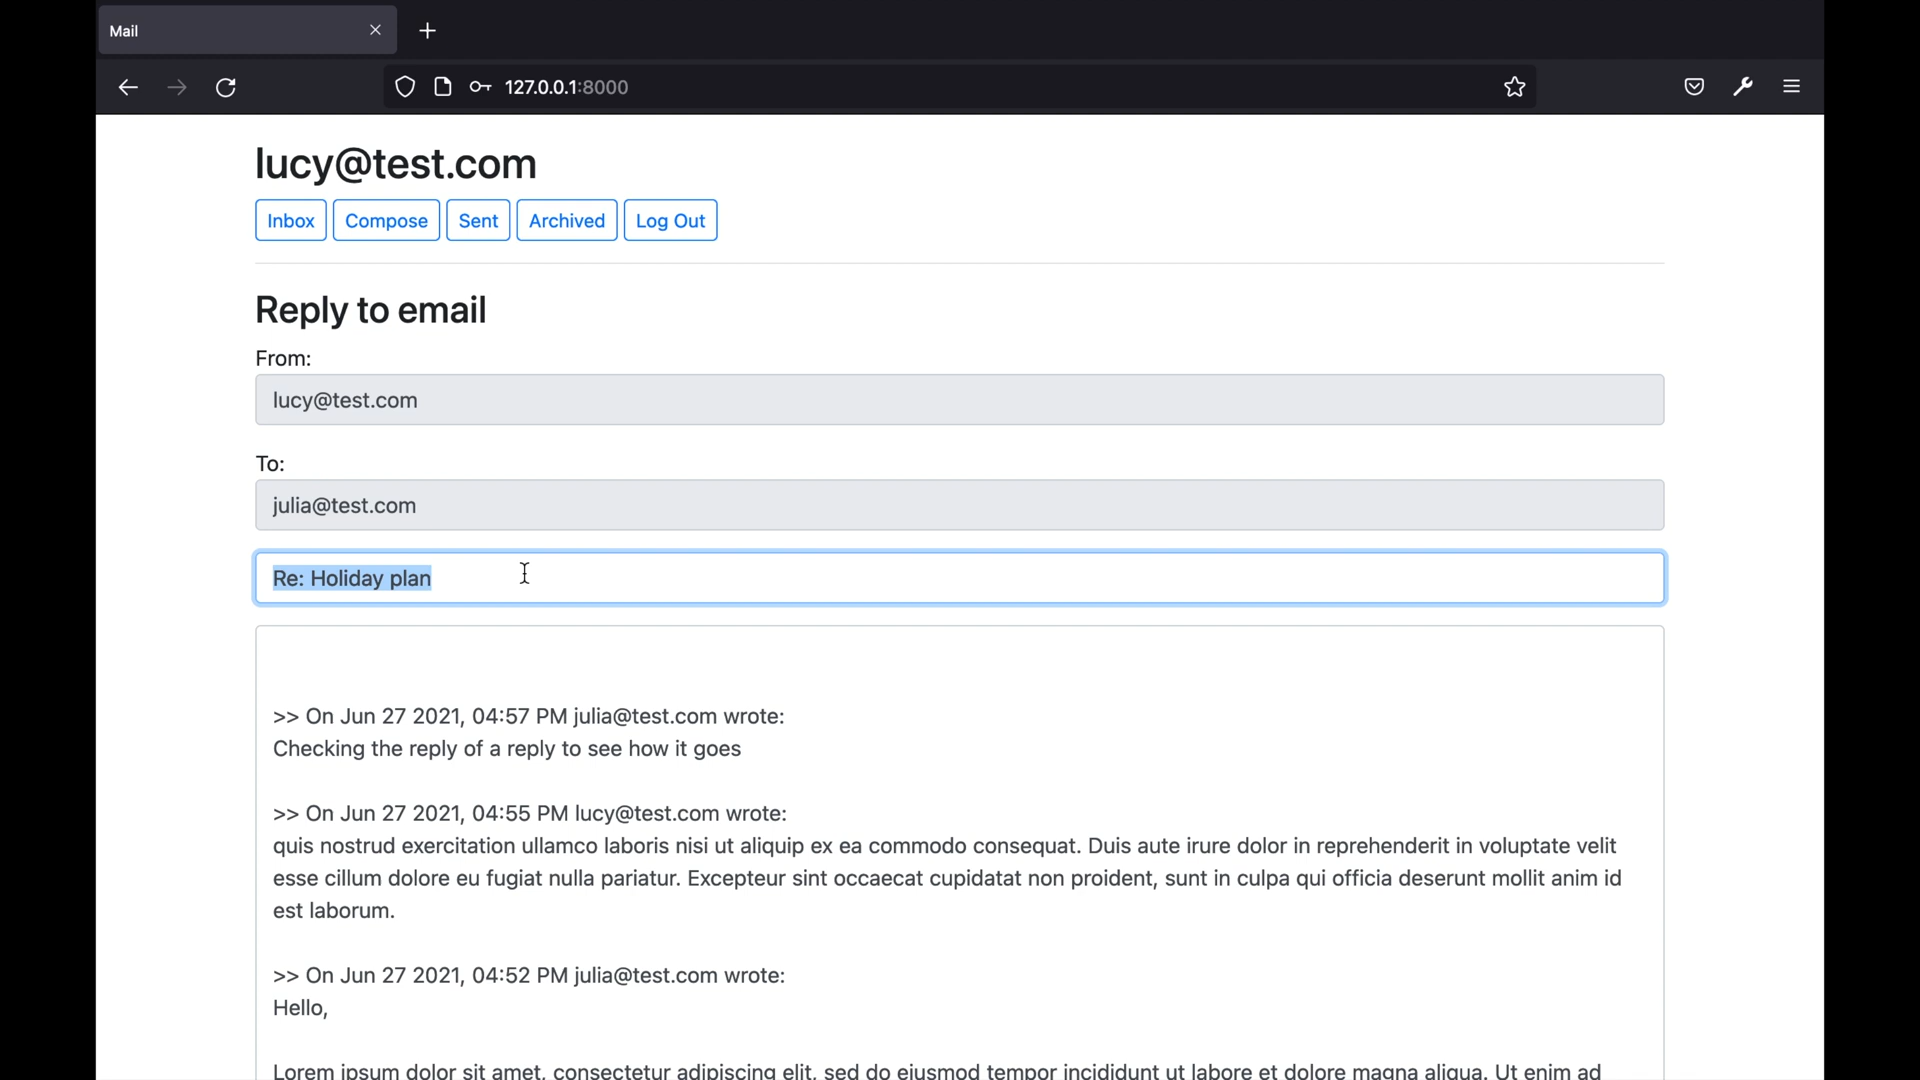 Mail
127.0.0.1:8000
lucy@test.com
Inbox Compose Sent Archived Log Out
Reply to email
From:
lucy@test.com
To:
julia@test.com
Re: Holiday plan
>> On Jun 27 2021, 04:57 PM julia@test.com wrote:
Checking the reply of a reply to see how it goes
>> On Jun 27 2021, 04:55 PM lucy@test.com wrote:
quis nostrud exercitation ullamco laboris nisi ut aliquip ex ea commodo consequat. Duis aute irure dolor in reprehenderit in voluptate velit
esse cillum dolore eu fugiat nulla pariatur. Excepteur sint occaecat cupidatat non proident, sunt in culpa qui officia deserunt mollit anim id
est laborum.
>> On Jun 27 2021, 04:52 PM julia@test.com wrote:
Hello,
Lorem ipsum dolor sit amet, consectetur adipiscing elit, sed do eiusmod tempor incididunt ut labore et dolore magna aliqua. Ut enim ad